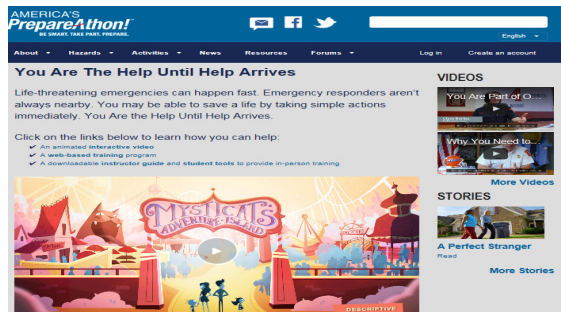 AMERICA'S
PrepareAthon!
BE SMART. TAKE PART. PREPARE.
English
About
Hazards
Activities
News
Resources
Forums
Log in
Create an account
You Are The Help Until Help Arrives
Life-threatening emergencies can happen fast. Emergency responders aren't
always nearby. You may be able to save a life by taking simple actions
immediately. You Are the Help Until Help Arrives.
Click on the links below to learn how you can help:
An animated interactive video
A web-based training program
A downloadable instructor guide and student tools to provide in-person training
MYSTICAT'S
ADVENTURE ISLAND
DESCRIPTIVE
VIDEOS
You Are Part of O...
Why You Need to...
More Videos
STORIES
A Perfect Stranger
Read
More Stories